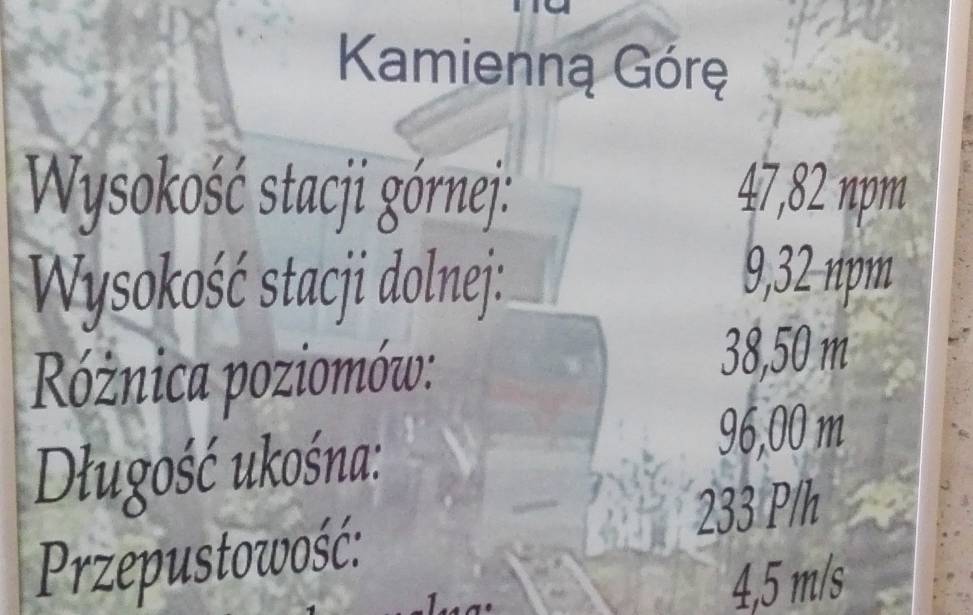 na
Kamienną Górę
Wysokość stacji górnej: 47,82 npm
Wysokość stacji dolnej: 9,32 npm
Różnica poziomów: 38,50 m
Długość ukośna: 96,00 m
Przepustowość: 233 P/h
4,5 m/s